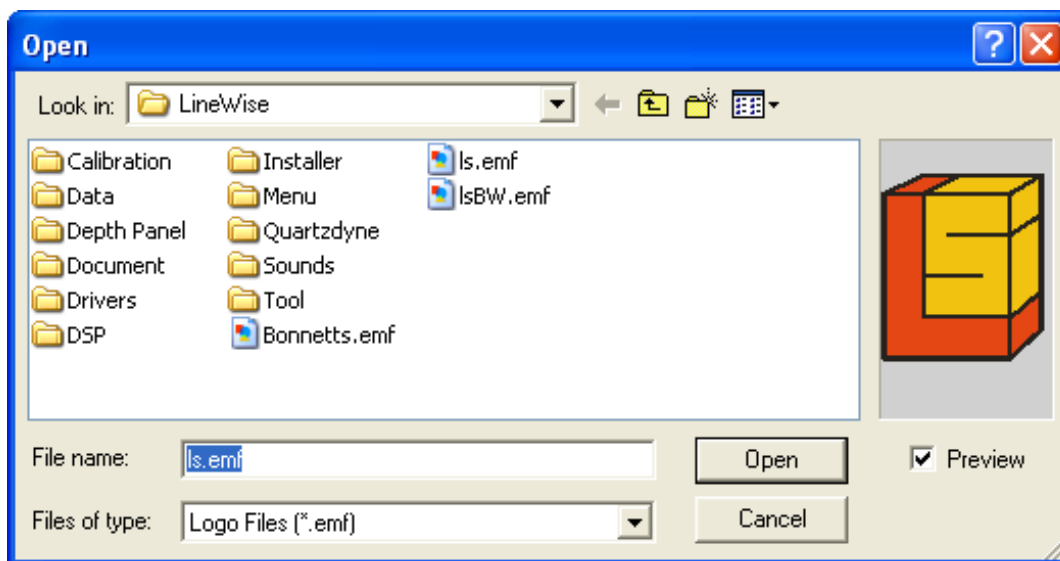 Open
Look in: LineWise
Calibration Installer ls.emf
Data Menu lsBW.emf
Depth Panel Quartzdyne
Document Sounds
Drivers Tool
DSP Bonnetts.emf
File name: ls.emf Open Preview
Files of type: Logo Files (*.emf) Cancel